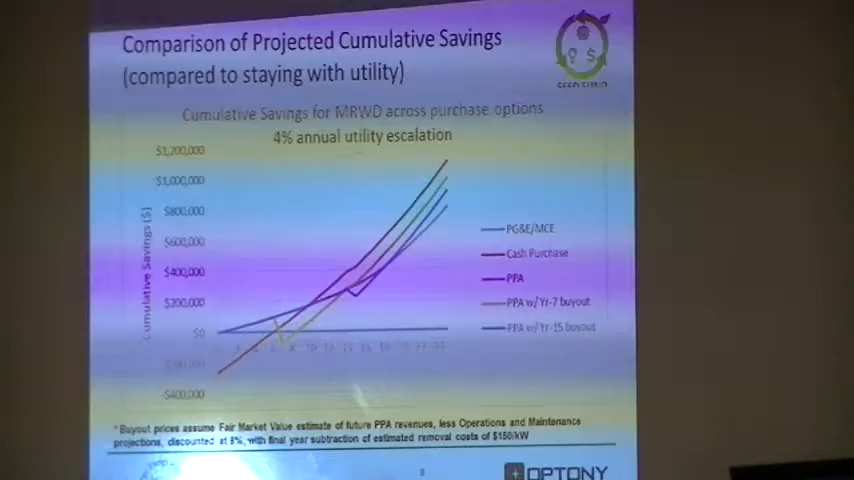 Comparison of Projected Cumulative Savings
(compared to staying with utility)
Cumulative Savings for MRWD across purchase options
4% annual utility escalation
Cumulative Savings ($)
$1,200,000
$1,000,000
$800,000
$600,000
$400,000
$200,000
$0
-$400,000
PG&E/MCE
Cash Purchase
PPA
PPA w/ Yr-7 buyout
PPA w/ Yr-15 buyout
* Buyout prices assume Fair Market Value estimate of future PPA revenues, less Operations and Maintenance
projections, discounted at 8%, with final year subtraction of estimated removal costs of $150/kW
8
OPTONY